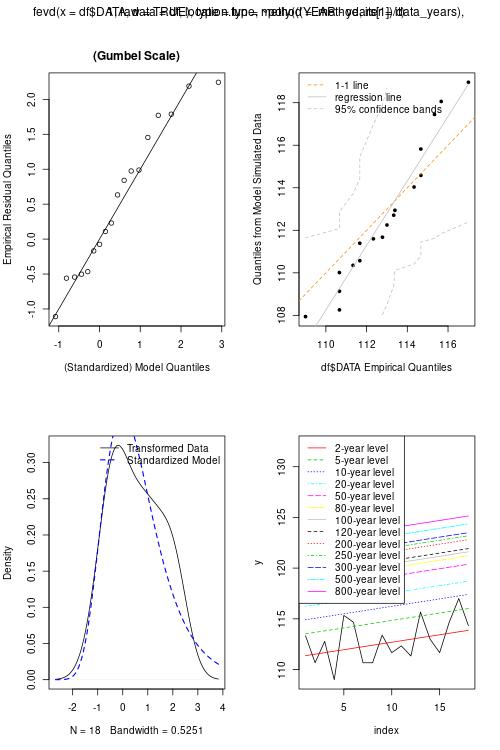 fevd(x = df$DATA, data =
data_years),
(Gumbel Scale)
Empirical Residual Quantiles
2.0
1.5
1.0
0.5
0.0
-0.5
-1.0
-1 0 1 2 3
(Standardized) Model Quantiles
Quantiles from Model Simulated Data
118
116
114
112
110
108
1-1 line
regression line
95% confidence bands
110 112 114 116
df$DATA Empirical Quantiles
Density
0.30
0.25
0.20
0.15
0.10
0.05
0.00
Transformed Data
Standardized Model
-2 -1 0 1 2 3 4
N = 18 Bandwidth = 0.5251
y
130
125
120
115
110
2-year level
5-year level
10-year level
20-year level
50-year level
80-year level
100-year level
120-year level
200-year level
250-year level
300-year level
500-year level
800-year level
5 10 15
index